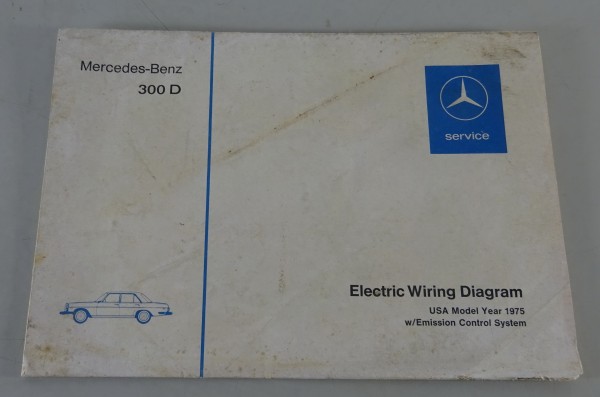 Mercedes-Benz
300 D
service
Electric Wiring Diagram
USA Model Year 1975
w/Emission Control System